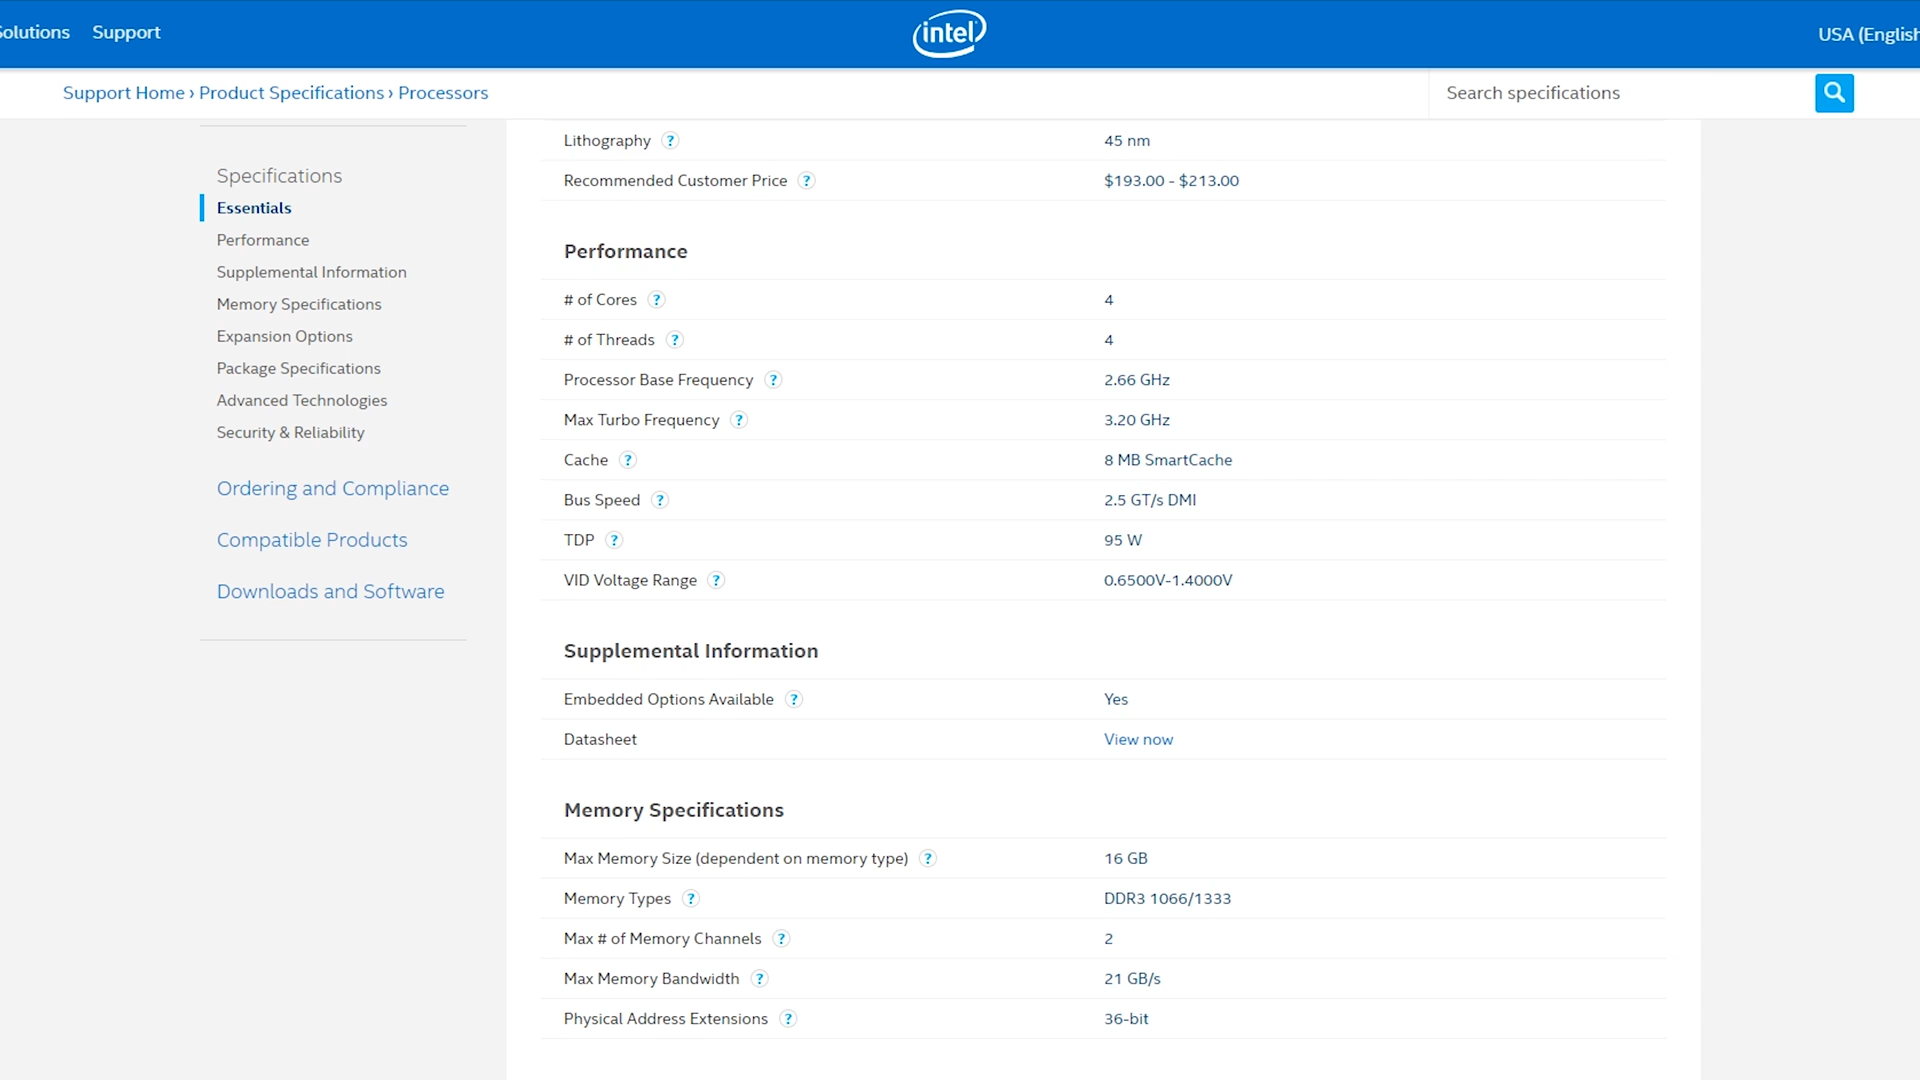 Solutions Support intel USA (English
Support Home › Product Specifications › Processors Search specifications
Specifications
Essentials
Performance
Supplemental Information
Memory Specifications
Expansion Options
Package Specifications
Advanced Technologies
Security & Reliability
Ordering and Compliance
Compatible Products
Downloads and Software
Lithography ? 45 nm
Recommended Customer Price ? $193.00 - $213.00
Performance
# of Cores ? 4
# of Threads ? 4
Processor Base Frequency ? 2.66 GHz
Max Turbo Frequency ? 3.20 GHz
Cache ? 8 MB SmartCache
Bus Speed ? 2.5 GT/s DMI
TDP ? 95 W
VID Voltage Range ? 0.6500V-1.4000V
Supplemental Information
Embedded Options Available ? Yes
Datasheet View now
Memory Specifications
Max Memory Size (dependent on memory type) ? 16 GB
Memory Types ? DDR3 1066/1333
Max # of Memory Channels ? 2
Max Memory Bandwidth ? 21 GB/s
Physical Address Extensions ? 36-bit